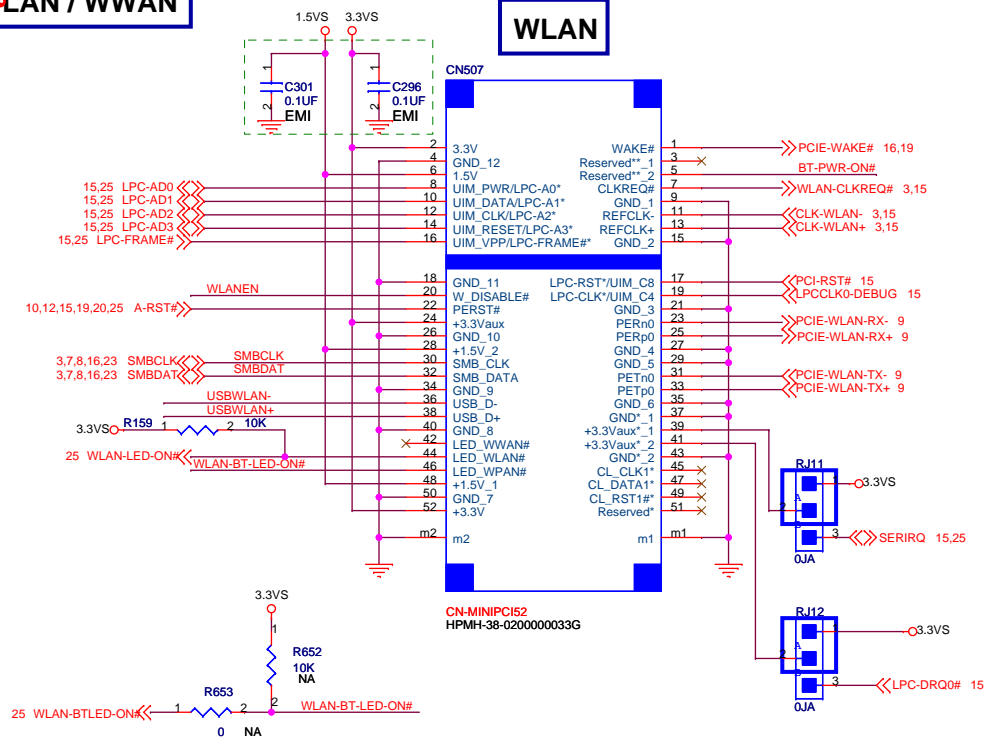 LAN / WWAN
WLAN
1.5VS 3.3VS
1 C301 0.1UF 2 EMI
1 C296 0.1UF 2 EMI
CN507
2 3.3V WAKE# 1 PCIE-WAKE# 16,19
4 GND_12 Reserved**_1 3
6 1.5V Reserved**_2 5 BT-PWR-ON#
15,25 LPC-AD0 8 UIM_PWR/LPC-A0* CLKREQ# 7 WLAN-CLKREQ# 3,15
15,25 LPC-AD1 10 UIM_DATA/LPC-A1* GND_1 9
15,25 LPC-AD2 12 UIM_CLK/LPC-A2* REFCLK- 11 CLK-WLAN- 3,15
15,25 LPC-AD3 14 UIM_RESET/LPC-A3* REFCLK+ 13 CLK-WLAN+ 3,15
15,25 LPC-FRAME# 16 UIM_VPP/LPC-FRAME#* GND_2 15
18 GND_11 LPC-RST*/UIM_C8 17 PCI-RST# 15
WLANEN 20 W_DISABLE# LPC-CLK*/UIM_C4 19 LPCCLK0-DEBUG 15
10,12,15,19,20,25 A-RST# 22 PERST# GND_3 21
24 +3.3Vaux PERn0 23 PCIE-WLAN-RX- 9
26 GND_10 PERp0 25 PCIE-WLAN-RX+ 9
28 +1.5V_2 GND_4 27
3,7,8,16,23 SMBCLK SMBCLK 30 SMB_CLK GND_5 29
3,7,8,16,23 SMBDAT SMBDAT 32 SMB_DATA PETn0 31 PCIE-WLAN-TX- 9
34 GND_9 PETp0 33 PCIE-WLAN-TX+ 9
USBWLAN- 36 USB_D- GND_6 35
USBWLAN+ 38 USB_D+ GND*_1 37
3.3VS R159 1 2 10K 40 GND_8 +3.3Vaux*_1 39
42 LED_WWAN# +3.3Vaux*_2 41
25 WLAN-LED-ON# 44 LED_WLAN# GND*_2 43
WLAN-BT-LED-ON# 46 LED_WPAN# CL_CLK1* 45
48 +1.5V_1 CL_DATA1* 47
50 GND_7 CL_RST1#* 49
52 +3.3V Reserved* 51
m2 m2 m1 m1
CN-MINIPCI52
HPMH-38-0200000033G
RJ11
1 3.3VS
A
2
B
3 SERIRQ 15,25
0JA
RJ12
1 3.3VS
A
2
B
3 LPC-DRQ0# 15
0JA
3.3VS
1
R652
10K
NA
2
25 WLAN-BTLED-ON# 1 R653 2 WLAN-BT-LED-ON#
0 NA